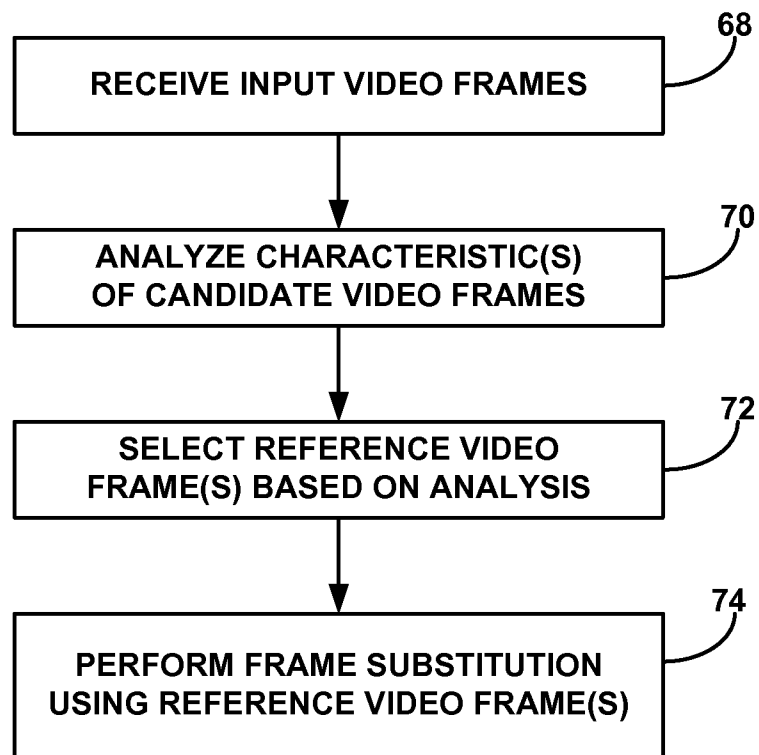 68
RECEIVE INPUT VIDEO FRAMES
70
ANALYZE CHARACTERISTIC(S)
OF CANDIDATE VIDEO FRAMES
72
SELECT REFERENCE VIDEO
FRAME(S) BASED ON ANALYSIS
74
PERFORM FRAME SUBSTITUTION
USING REFERENCE VIDEO FRAME(S)